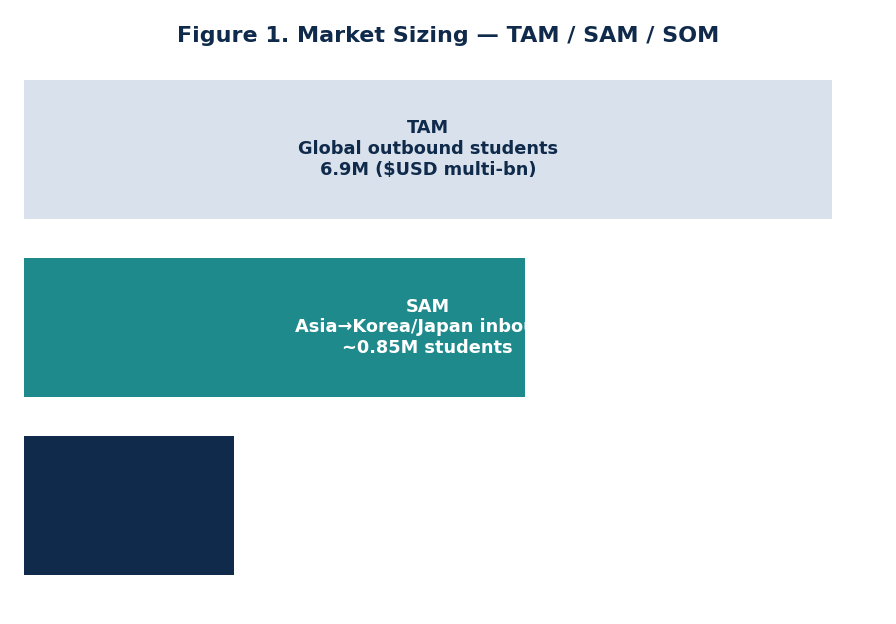 Figure 1. Market Sizing — TAM / SAM / SOM
TAM
Global outbound students
6.9M ($USD multi-bn)
SAM
Asia→Korea/Japan inbou
~0.85M students